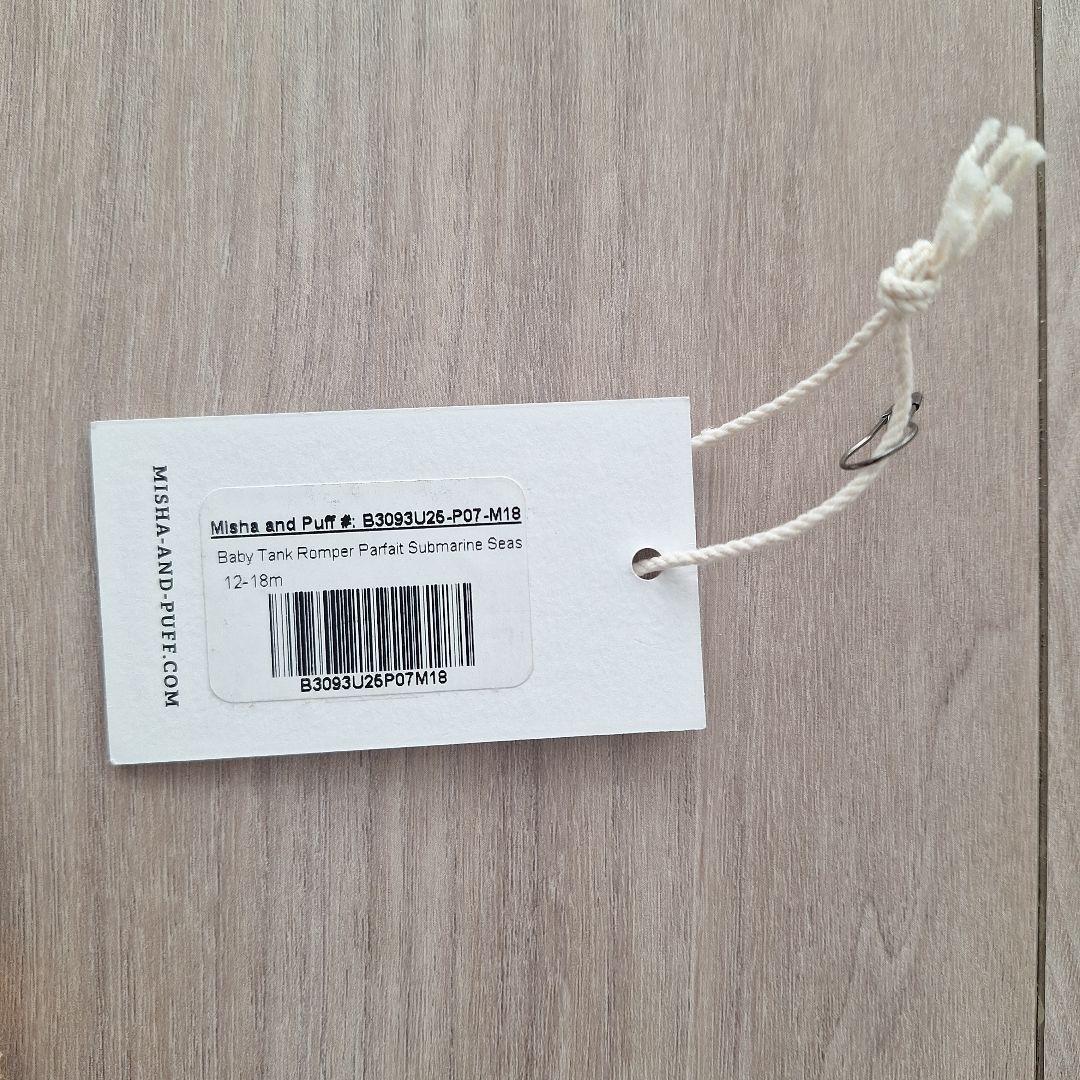 MISHA-AND-PUFF.COM
Misha and Puff #: B3093U25-P07-M18
Baby Tank Romper Parfait Submarine Seas
12-18m
B3093U25P07M18